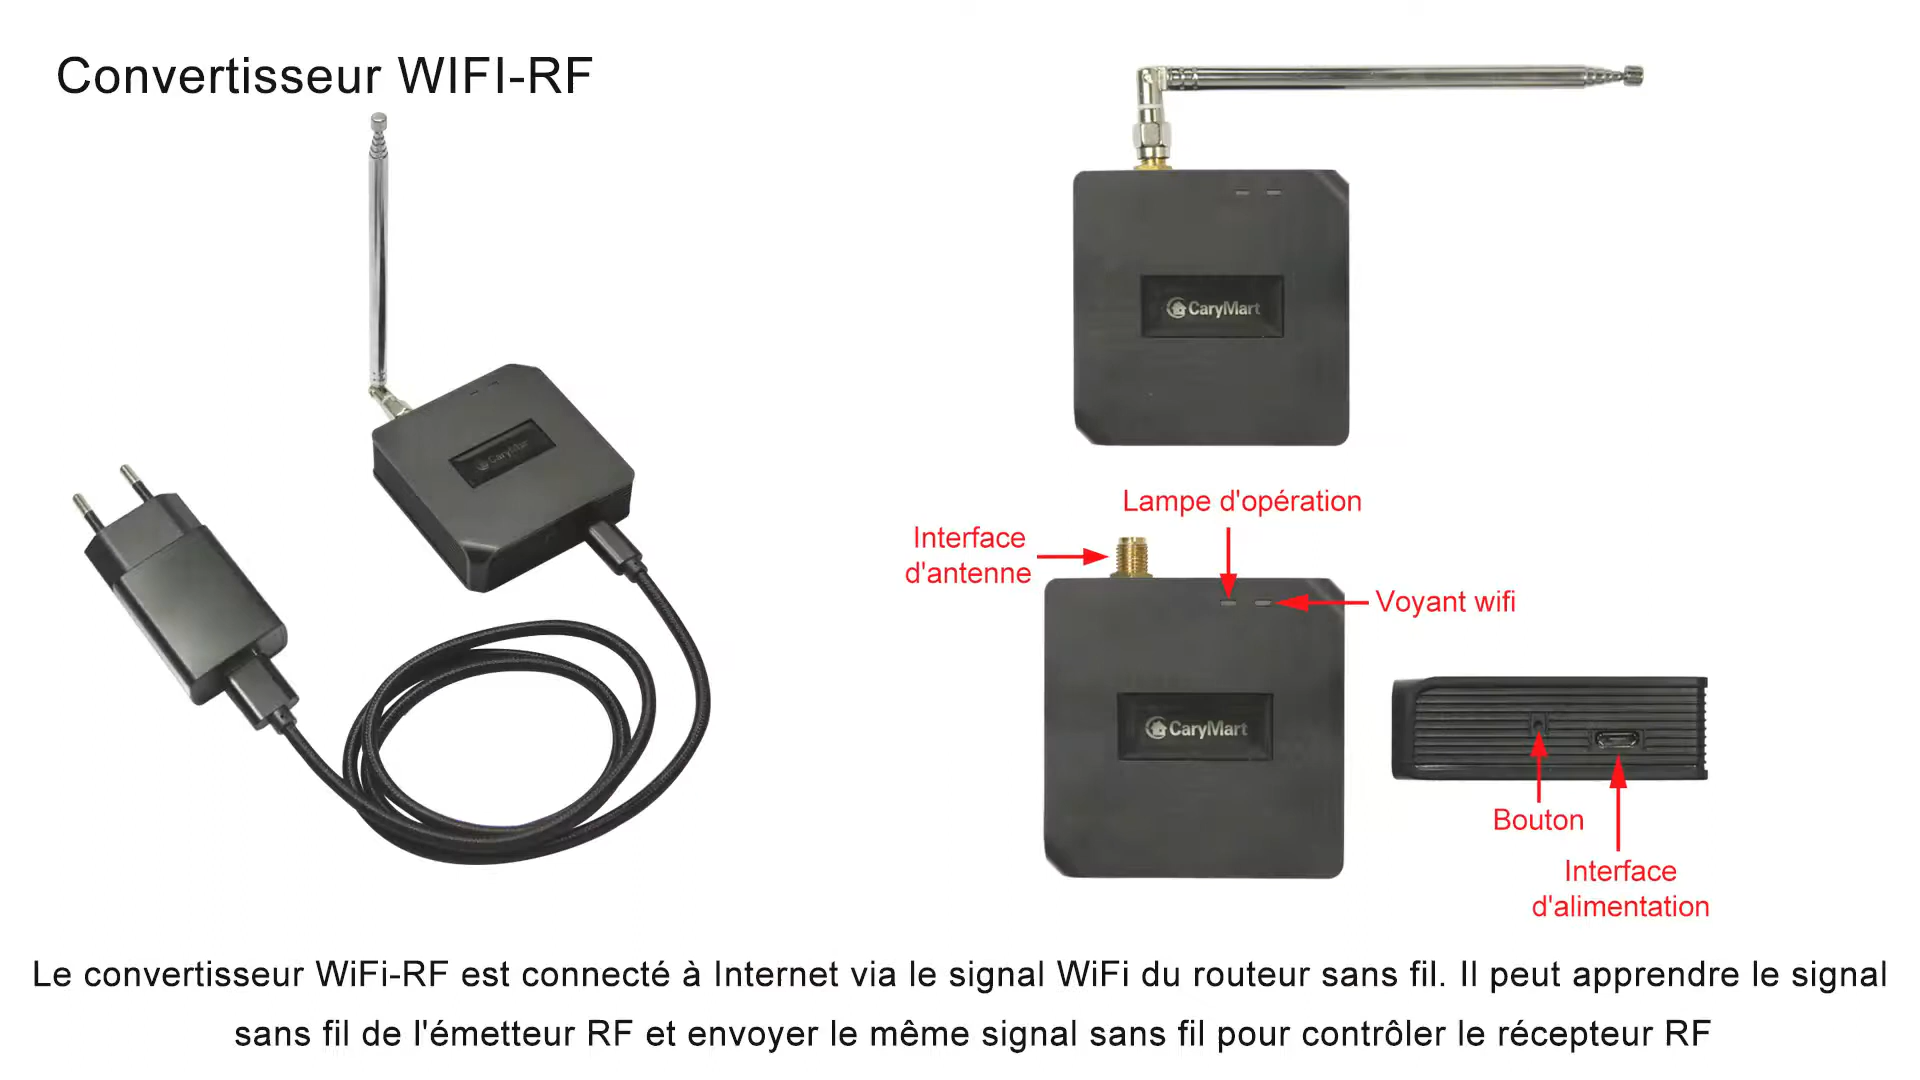 Convertisseur WIFI-RF
CaryMart
CaryMart
Lampe d'opération
Interface
d'antenne
Voyant wifi
CaryMart
Bouton
Interface
d'alimentation
Le convertisseur WiFi-RF est connecté à Internet via le signal WiFi du routeur sans fil. Il peut apprendre le signal
sans fil de l'émetteur RF et envoyer le même signal sans fil pour contrôler le récepteur RF